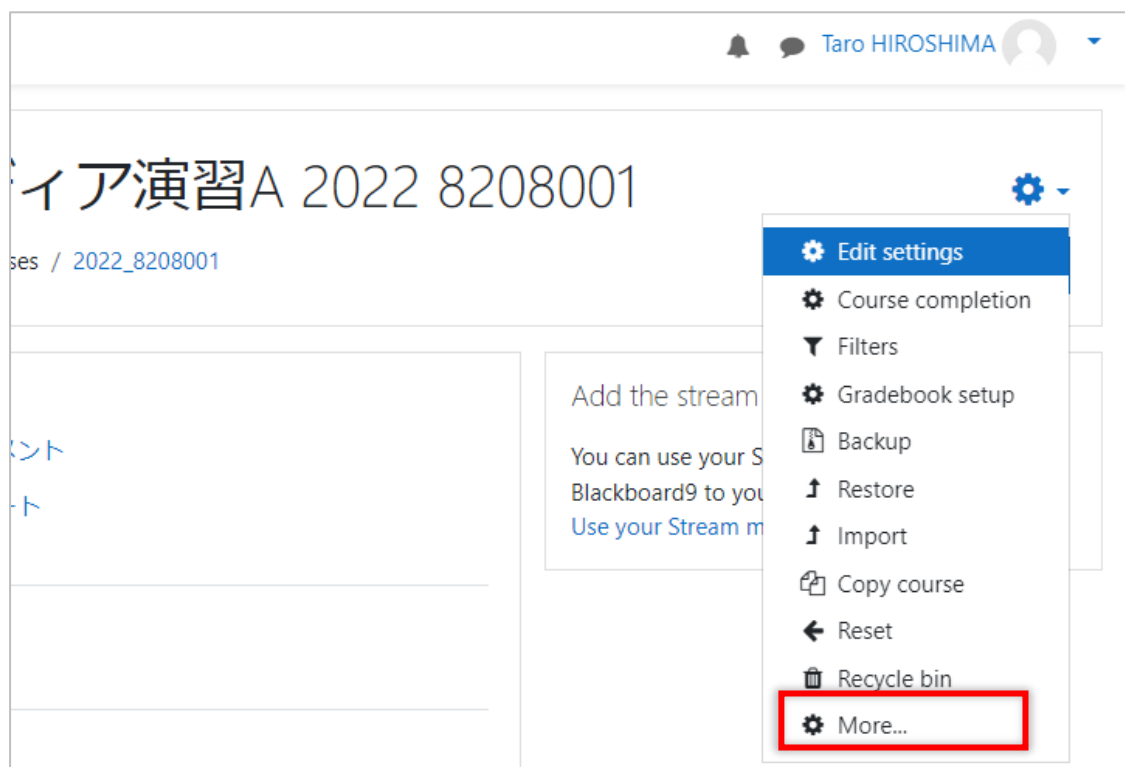 Taro HIROSHIMA
ィア演習A 2022 8208001
ses / 2022_8208001
Edit settings
Course completion
Filters
Gradebook setup
Backup
Restore
Import
Copy course
Reset
Recycle bin
More...
ント
ート
Add the stream
You can use your S
Blackboard9 to you
Use your Stream m